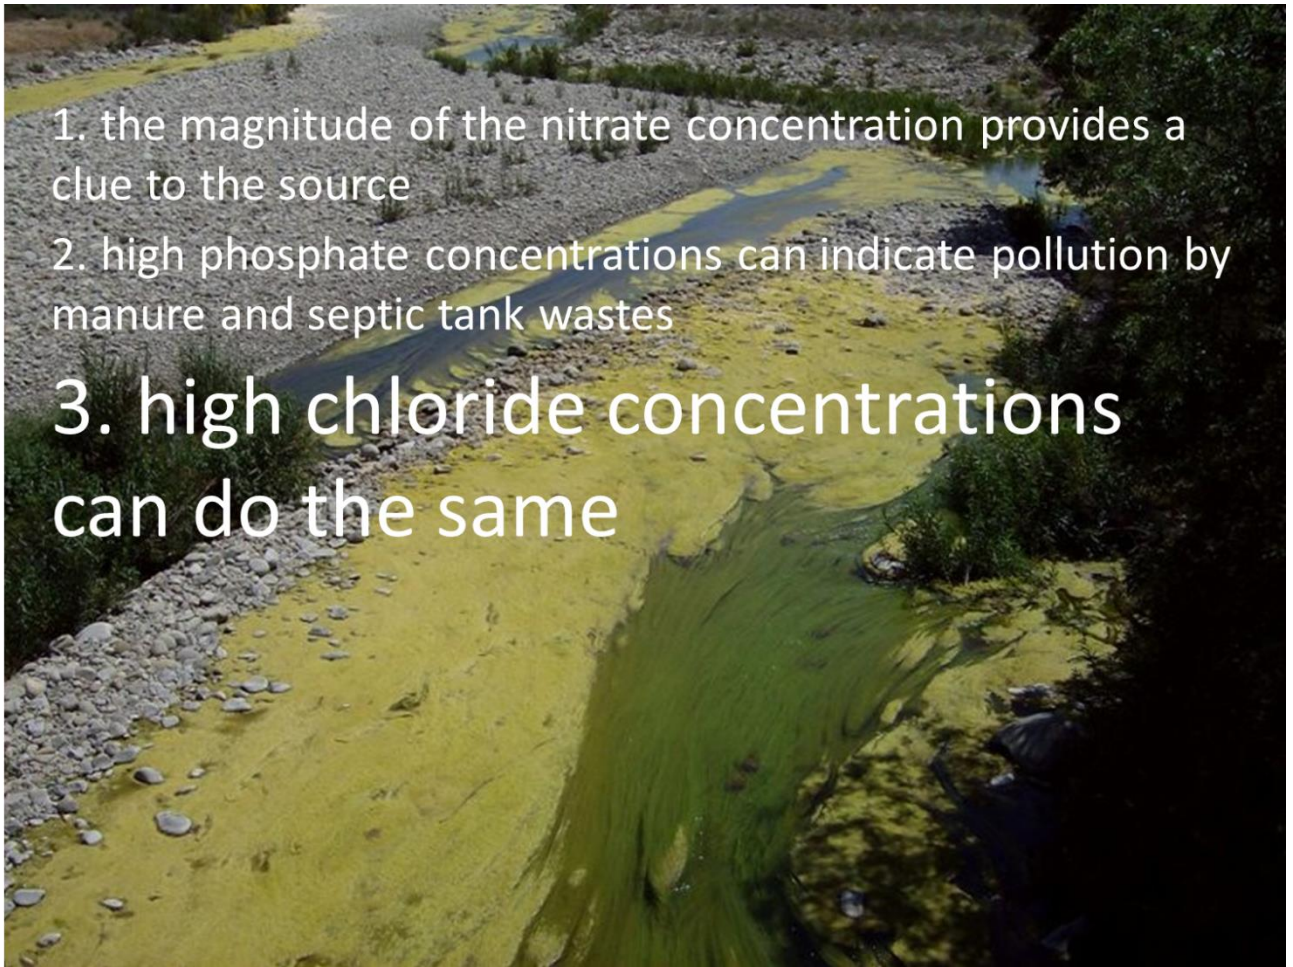 1. the magnitude of the nitrate concentration provides a
clue to the source
2. high phosphate concentrations can indicate pollution by
manure and septic tank wastes
3. high chloride concentrations
can do the same